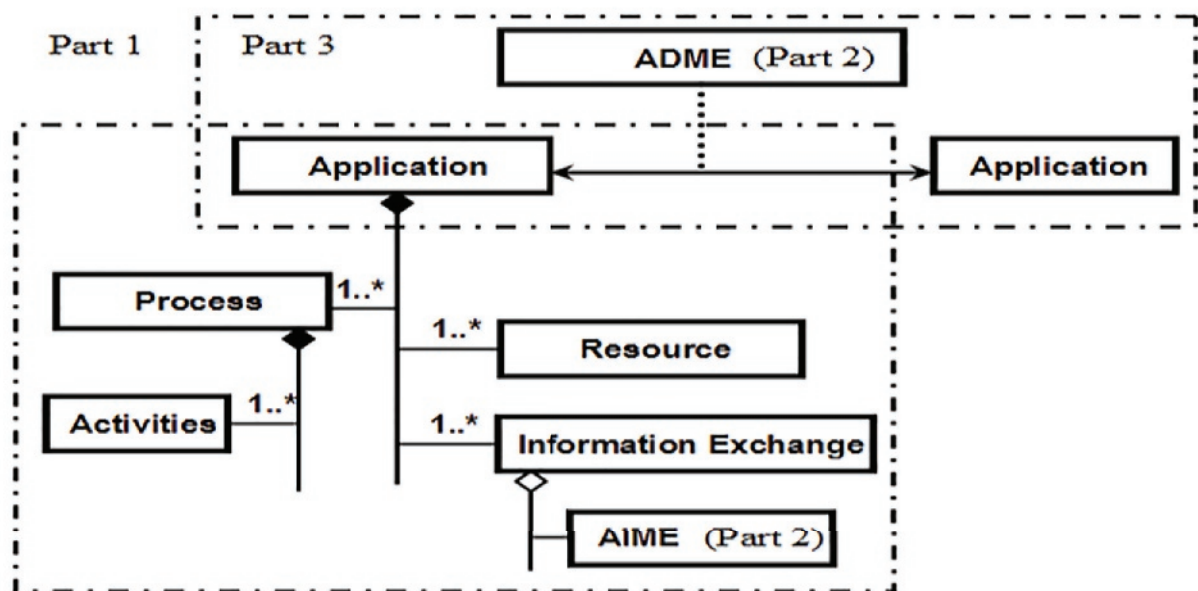 Part 1
Part 3
ADME (Part 2)
Application
Application
Process
1..*
1..*
Resource
Activities
1..*
1..*
Information Exchange
AIME (Part 2)